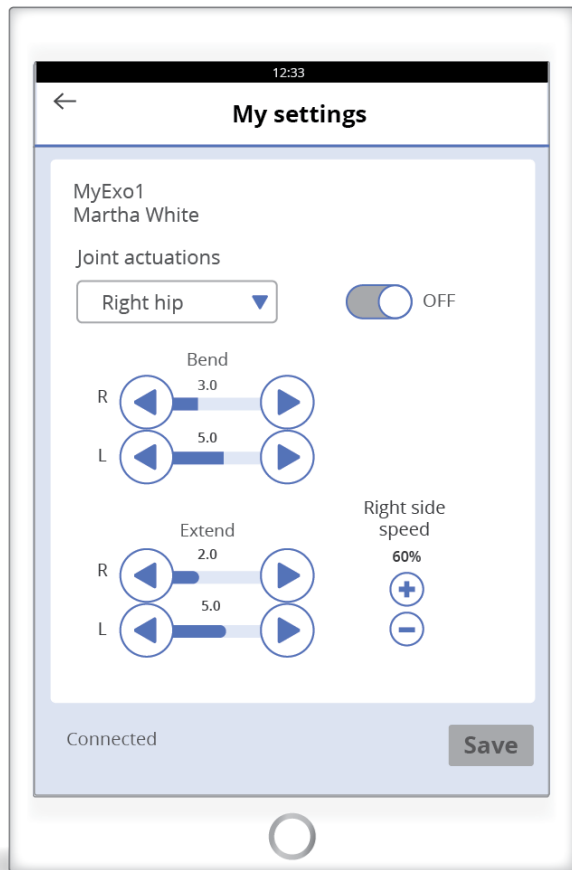 12:33
My settings
MyExo1
Martha White
Joint actuations
Right hip
OFF
Bend
R
3.0
L
5.0
Right side
speed
60%
Extend
R
2.0
L
5.0
Connected
Save